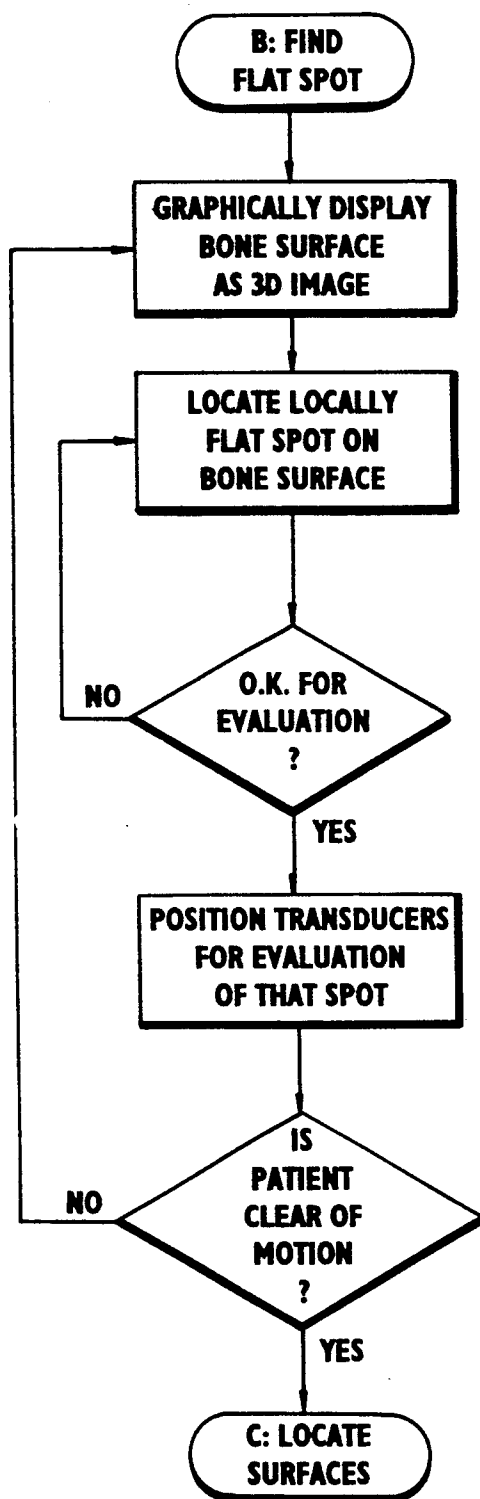 B: FIND
FLAT SPOT
GRAPHICALLY DISPLAY
BONE SURFACE
AS 3D IMAGE
LOCATE LOCALLY
FLAT SPOT ON
BONE SURFACE
NO
O.K. FOR
EVALUATION
?
YES
POSITION TRANSDUCERS
FOR EVALUATION
OF THAT SPOT
NO
IS
PATIENT
CLEAR OF
MOTION
?
YES
C: LOCATE
SURFACES